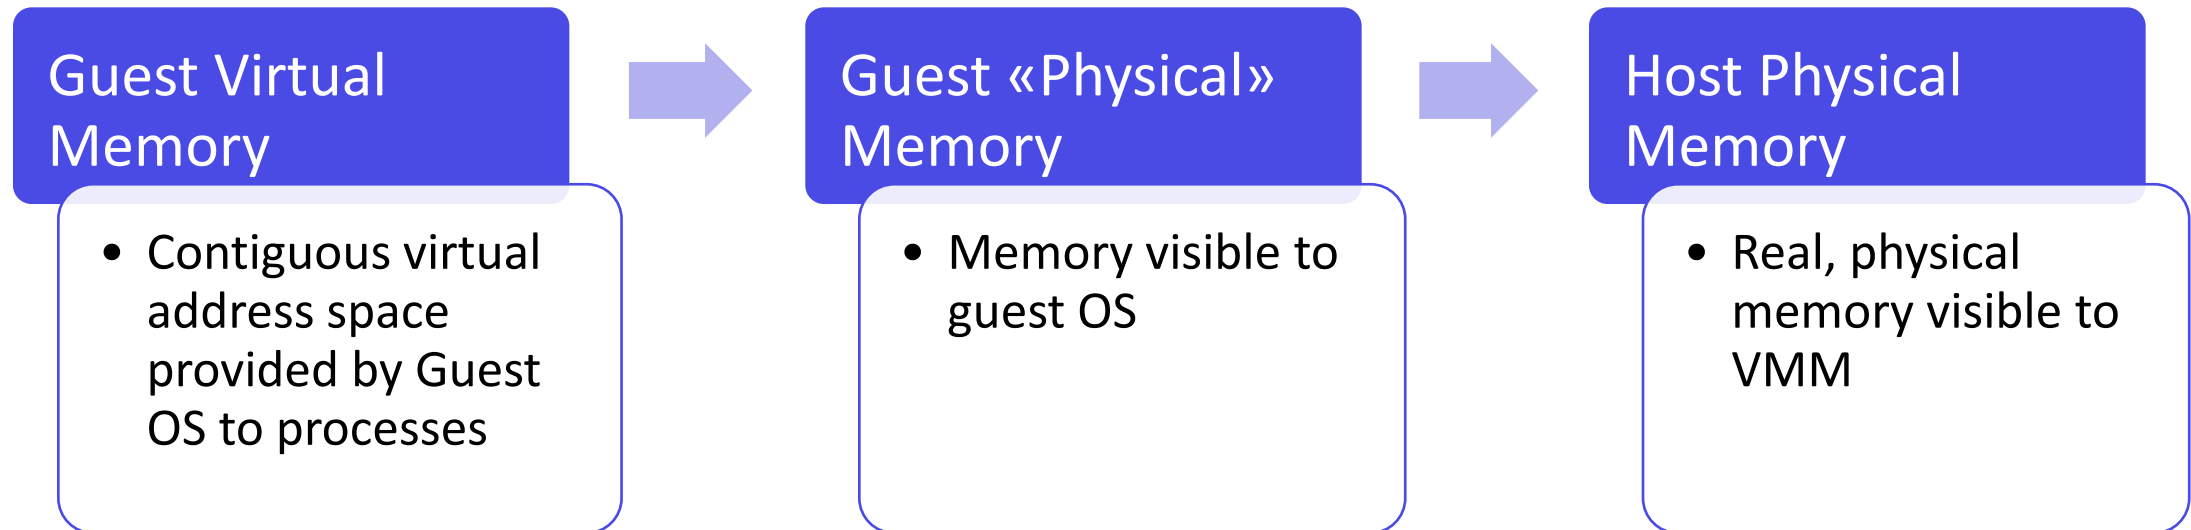 Guest Virtual
Memory
• Contiguous virtual
address space
provided by Guest
OS to processes
Guest «Physical»
Memory
• Memory visible to
guest OS
Host Physical
Memory
• Real, physical
memory visible to
VMM